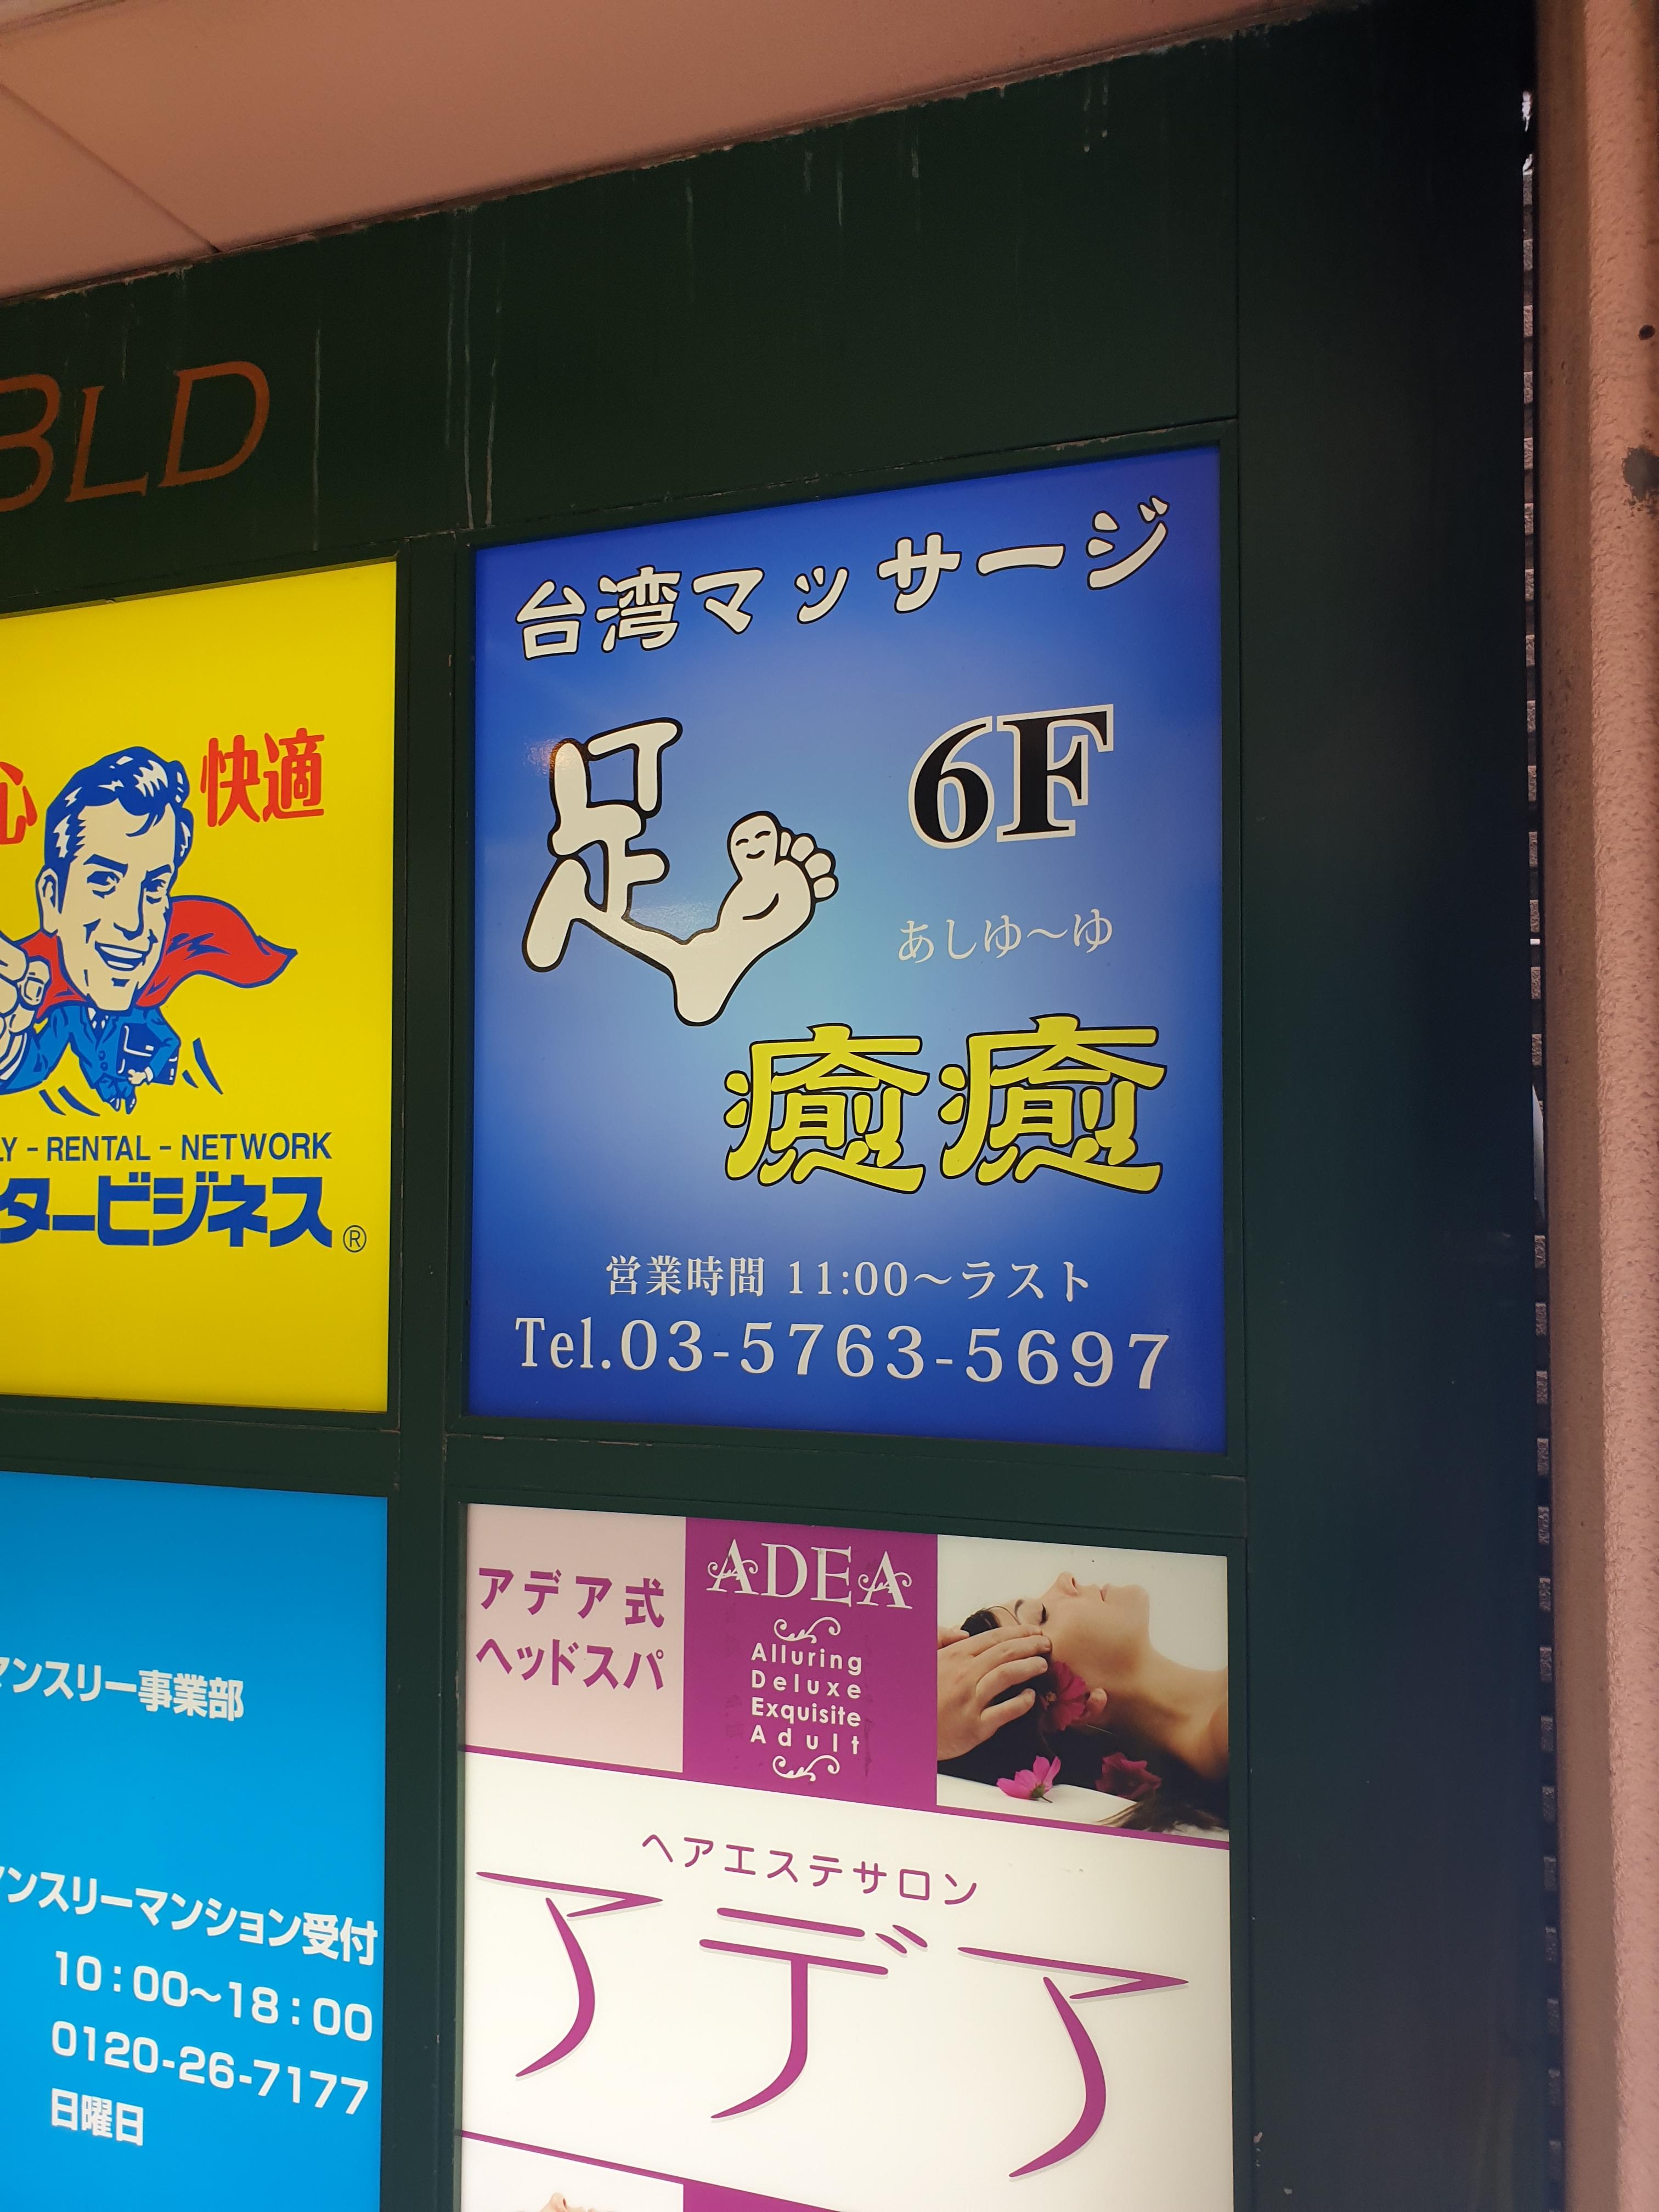 BLD
快適
RENTAL - NETWORK
タービジネス®
マンスリー事業部
マンスリーマンション受付
10:00~18:00
0120-26-7177
日曜日
台湾マッサージ
足
6F
あしゆ～ゆ
癒癒
営業時間 11:00～ラスト
Tel.03-5763-5697
アデア式
ヘッドスパ
ADEA
Alluring
Deluxe
Exquisite
Adult
ヘアエステサロン
アデア